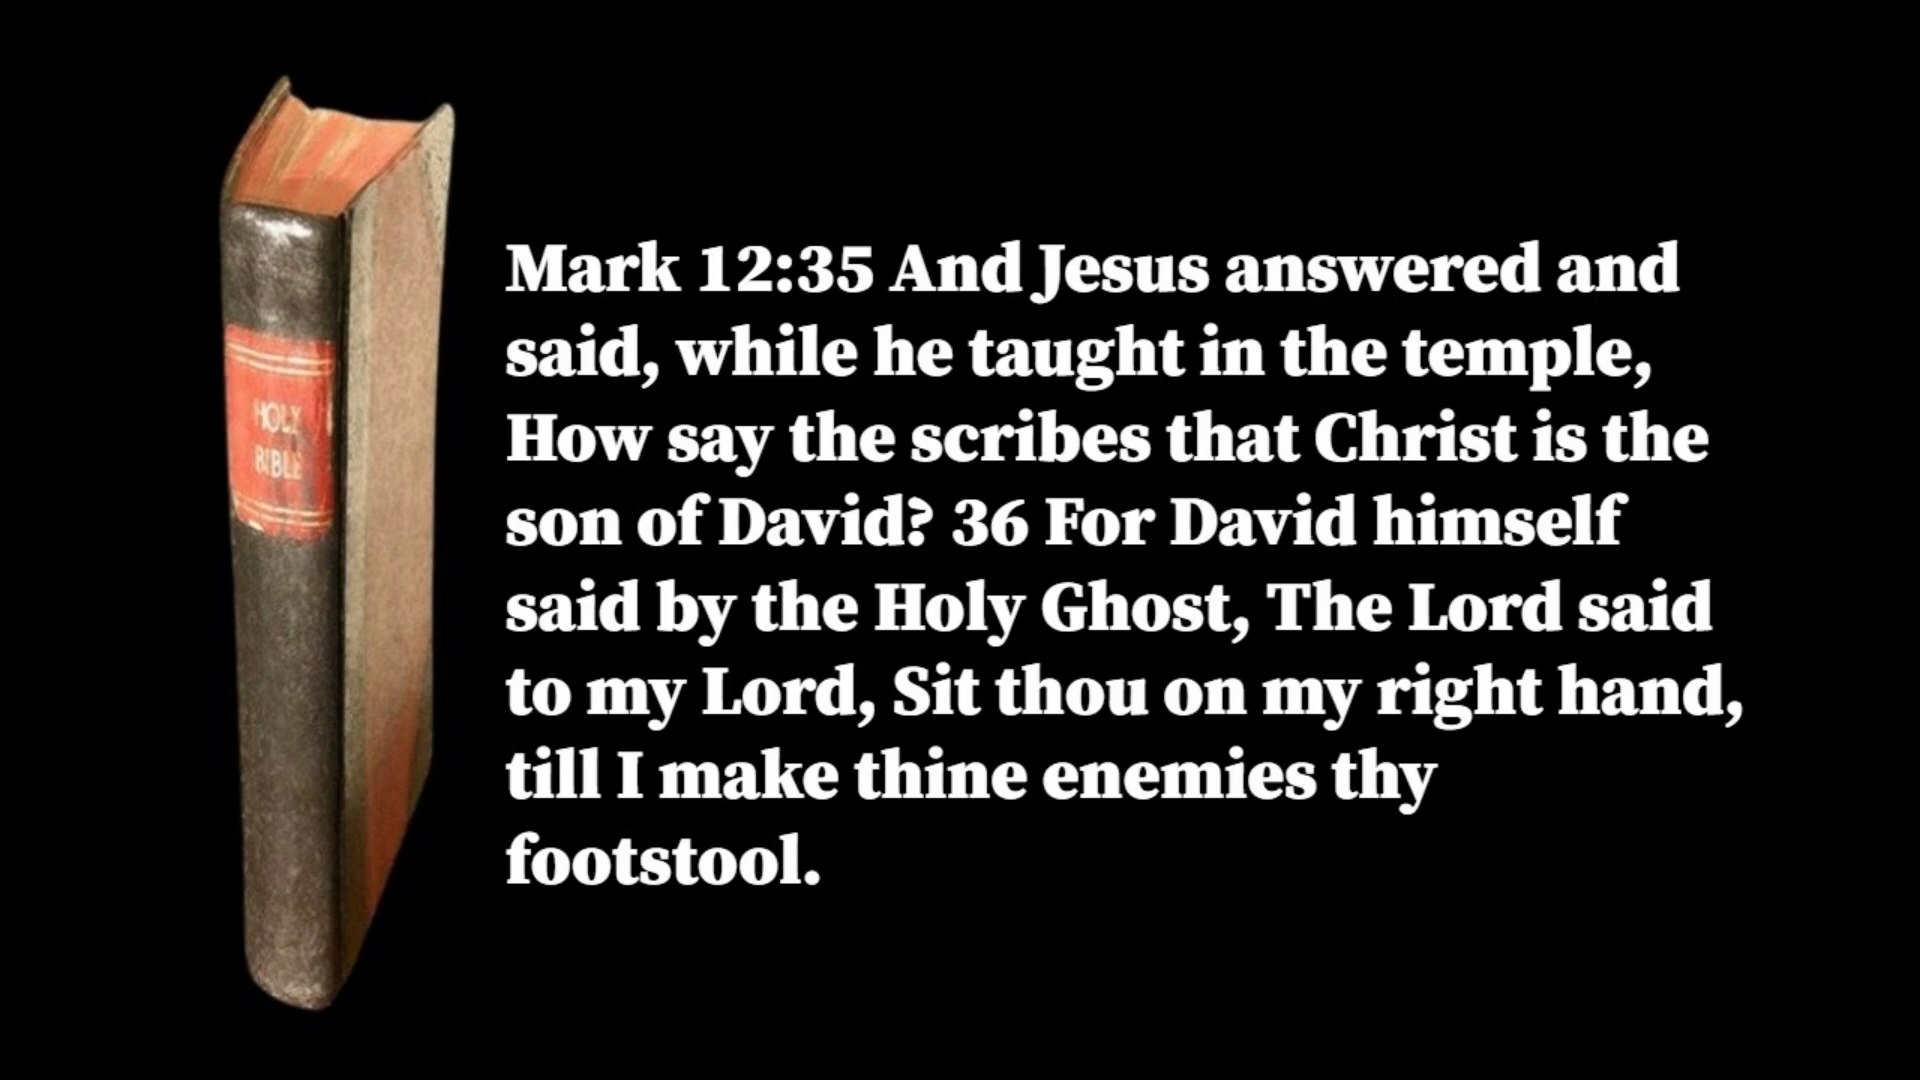 HOLY
BIBLE
Mark 12:35 And Jesus answered and
said, while he taught in the temple,
How say the scribes that Christ is the
son of David? 36 For David himself
said by the Holy Ghost, The Lord said
to my Lord, Sit thou on my right hand,
till I make thine enemies thy
footstool.